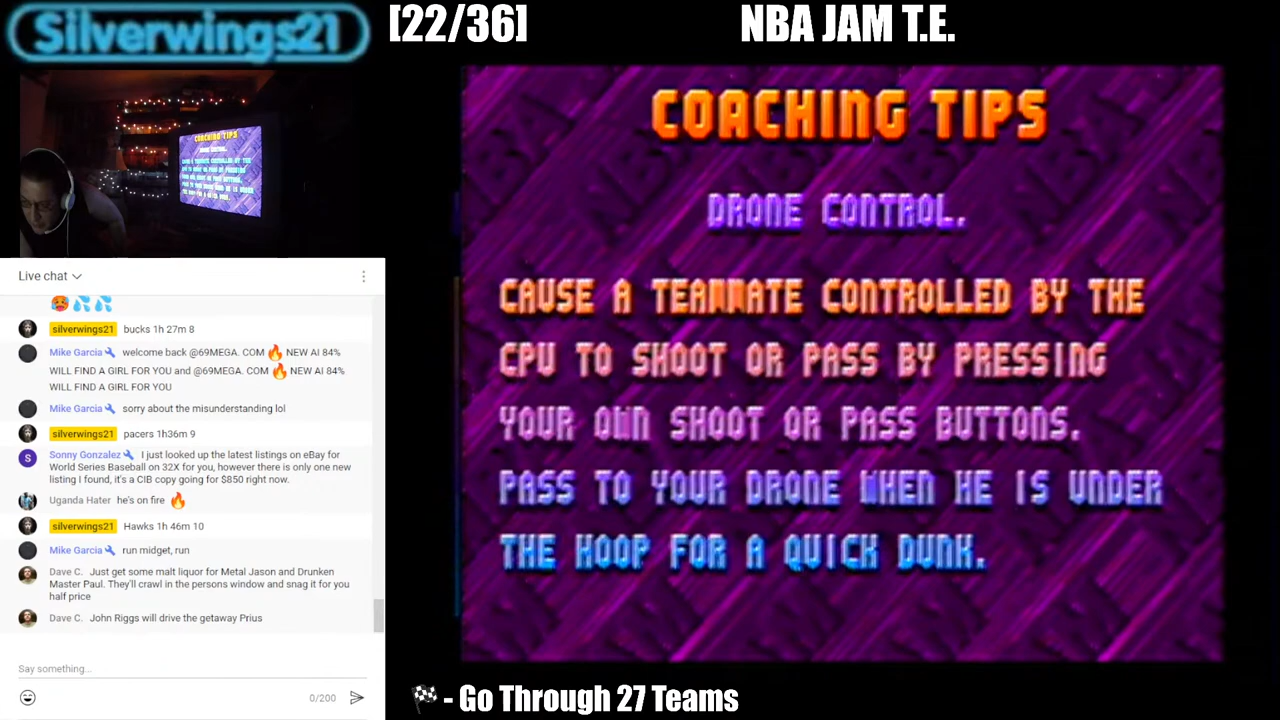 Silverwings21
[22/36]
NBA JAM T.E.
COACHING TIPS
DRONE CONTROL.
CAUSE A TEAMMATE CONTROLLED BY THE
CPU TO SHOOT OR PASS BY PRESSING
YOUR OWN SHOOT OR PASS BUTTONS.
PASS TO YOUR DRONE WHEN HE IS UNDER
THE HOOP FOR A QUICK DUNK.
Live chat
silverwings21 bucks 1h 27m 8
Mike Garcia welcome back @69MEGA. COM 🔥 NEW AI 84%
WILL FIND A GIRL FOR YOU and @69MEGA. COM 🔥 NEW AI 84%
WILL FIND A GIRL FOR YOU
Mike Garcia sorry about the misunderstanding lol
silverwings21 pacers 1h36m 9
S Sonny Gonzalez I just looked up the latest listings on eBay for
World Series Baseball on 32X for you, however there is only one new
listing I found, it's a CIB copy going for $850 right now.
Uganda Hater he's on fire 🔥
silverwings21 Hawks 1h 46m 10
Mike Garcia run midget, run
Dave C. Just get some malt liquor for Metal Jason and Drunken
Master Paul. They'll crawl in the persons window and snag it for you
half price
Dave C. John Riggs will drive the getaway Prius
Say something...
0/200
- Go Through 27 Teams